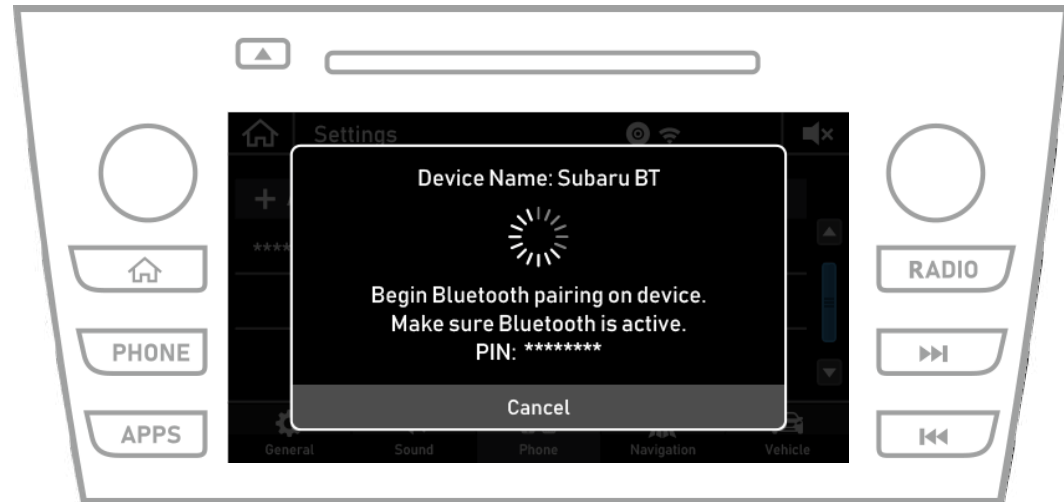 Settings
Device Name: Subaru BT
****
Begin Bluetooth pairing on device.
Make sure Bluetooth is active.
PIN: ********
Cancel
General Sound Phone Navigation Vehicle
PHONE
APPS
RADIO